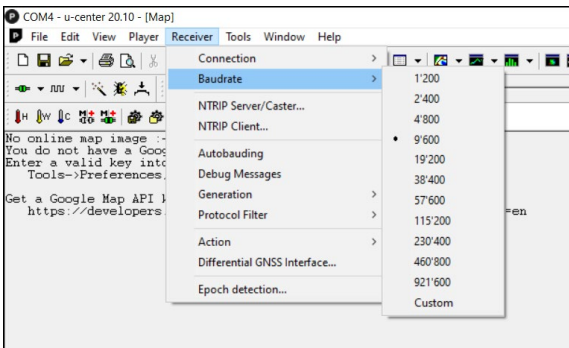 COM4 - u-center 20.10 - [Map]
File Edit View Player Receiver Tools Window Help
Connection
Baudrate
NTRIP Server/Caster...
NTRIP Client...
Autobauding
Debug Messages
Generation
Protocol Filter
Action
Differential GNSS Interface...
Epoch detection...
1'200
2'400
4'800
9'600
19'200
38'400
57'600
115'200
230'400
460'800
921'600
Custom
No online map image :-
You do not have a Goog
Enter a valid key into
Tools->Preferences
Get a Google Map API k
https://developers. =en